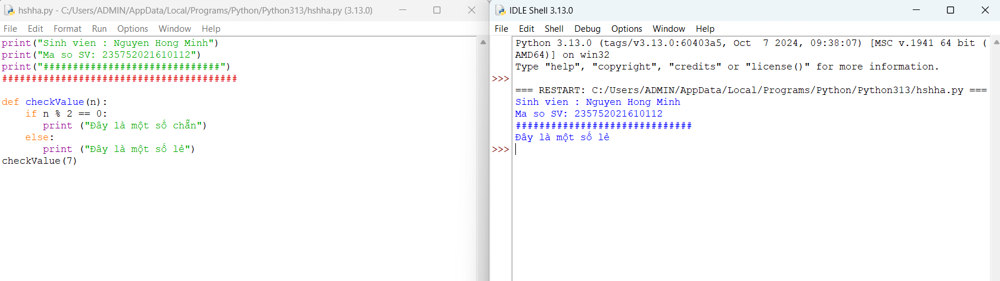 hshha.py - C:/Users/ADMIN/AppData/Local/Programs/Python/Python313/hshha.py (3.13.0)
File Edit Format Run Options Window Help
print("Sinh vien : Nguyen Hong Minh")
print("Ma so SV: 235752021610112")
print("##############################")
########################################
def checkValue(n):
    if n % 2 == 0:
       print ("Đây là một số chẵn")
    else:
       print ("Đây là một số lẻ")
checkValue(7)
IDLE Shell 3.13.0
File Edit Shell Debug Options Window Help
Python 3.13.0 (tags/v3.13.0:60403a5, Oct  7 2024, 09:38:07) [MSC v.1941 64 bit (
AMD64)] on win32
Type "help", "copyright", "credits" or "license()" for more information.
>>>
=== RESTART: C:/Users/ADMIN/AppData/Local/Programs/Python/Python313/hshha.py ===
Sinh vien : Nguyen Hong Minh
Ma so SV: 235752021610112
##############################
Đây là một số lẻ
>>>